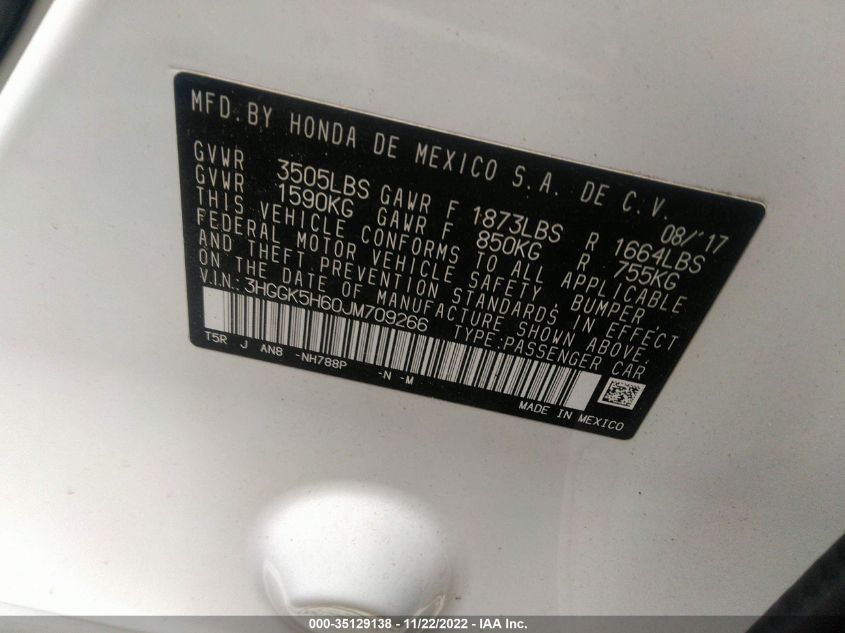 MFD. BY HONDA DE MEXICO S.A. DE C.V. 08/'17
GVWR 3505LBS GAWR F 1873LBS R 1664LBS
GVWR 1590KG GAWR F 850KG R 755KG
THIS VEHICLE CONFORMS TO ALL APPLICABLE
FEDERAL MOTOR VEHICLE SAFETY, BUMPER
AND THEFT PREVENTION STANDARDS IN EFFECT
ON THE DATE OF MANUFACTURE SHOWN ABOVE.
V.I.N.: 3HGGK5H60JM709266 TYPE:PASSENGER CAR
T5R J AN8 -NH788P -N -M
MADE IN MEXICO
000-35129138 - 11/22/2022 - IAA Inc.